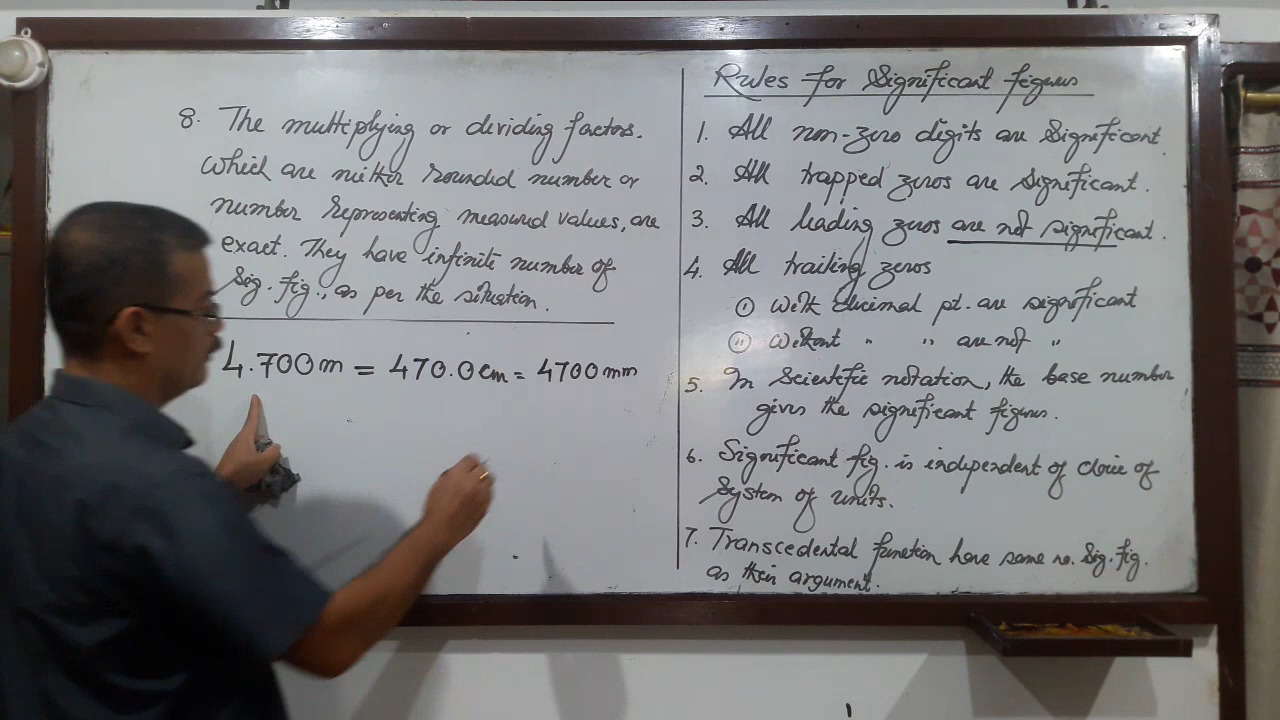 8. The multiplying or dividing factors.
which are neither rounded number or
number representing measured values, are
exact. They have infinite number of
Sig. fig., as per the situation.
4.700m = 470.0cm = 4700mm
Rules for Significant figures
1. All non-zero digits are Significant.
2. All trapped zeros are significant.
3. All leading zeros are not significant.
4. All trailing zeros
(i) With decimal pt. are significant
(ii) Without " " are not "
5. In Scientific notation, the base number
gives the significant figures.
6. Significant fig. is independent of choice of
System of units.
7. Transcedental function have same no. Sig. fig.
as their argument.